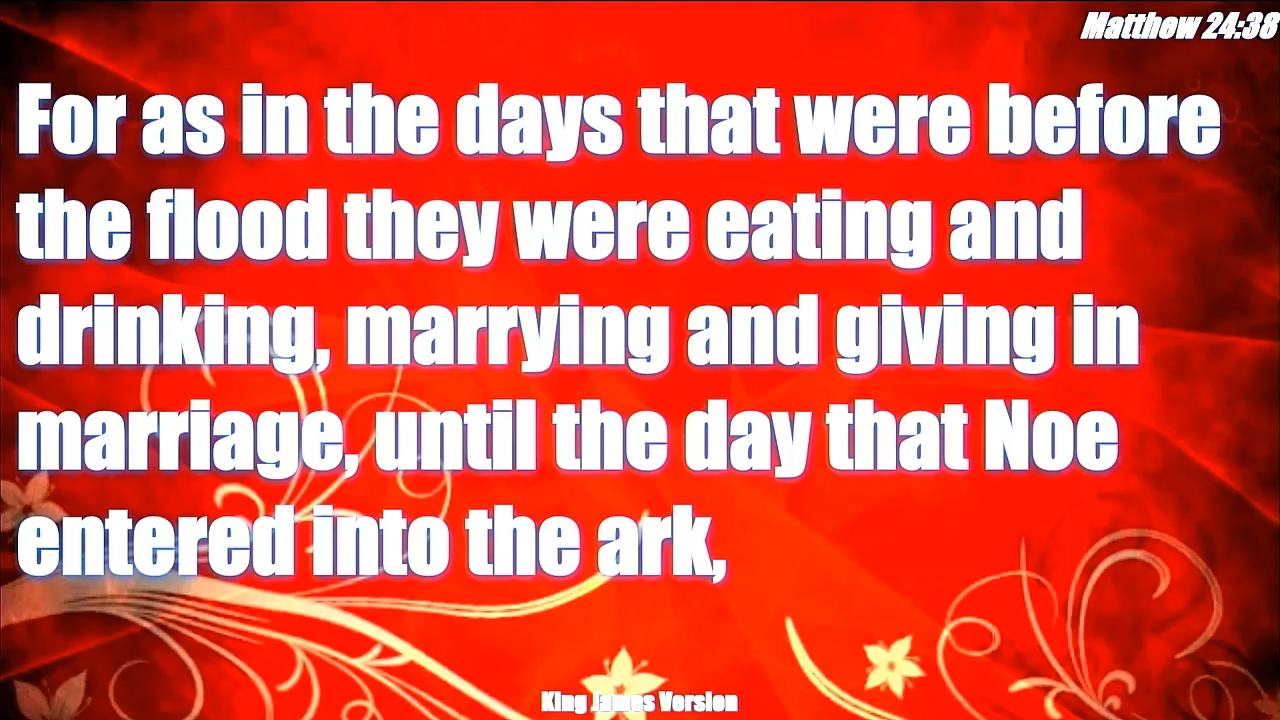 Matthew 24:38
For as in the days that were before
the flood they were eating and
drinking, marrying and giving in
marriage, until the day that Noe
entered into the ark,
King James Version